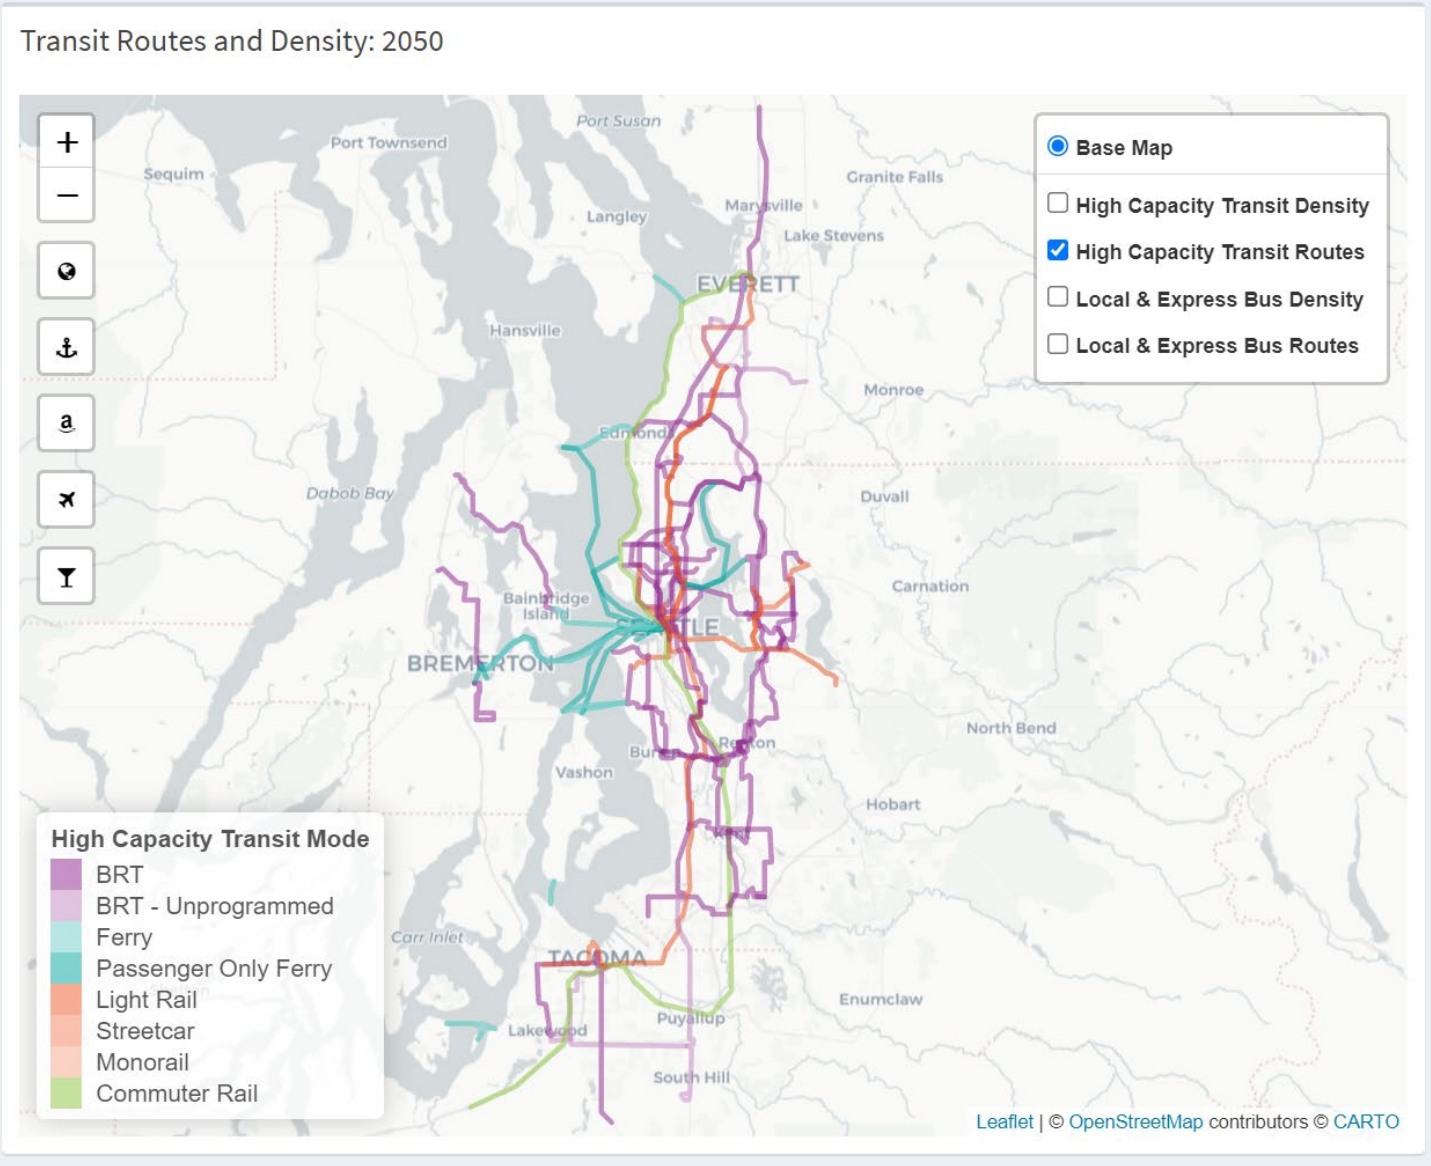 Transit Routes and Density: 2050
+
−
a
Base Map
High Capacity Transit Density
High Capacity Transit Routes
Local & Express Bus Density
Local & Express Bus Routes
Port Susan
Port Townsend
Sequim
Granite Falls
Marysville
Langley
Lake Stevens
EVERETT
Hansville
Monroe
Edmonds
Dabob Bay
Duvall
Carnation
Bainbridge
Island
SEATTLE
BREMERTON
North Bend
Renton
Burien
Vashon
Hobart
Kent
Carr Inlet
TACOMA
Enumclaw
Puyallup
Lakewood
South Hill
High Capacity Transit Mode
BRT
BRT - Unprogrammed
Ferry
Passenger Only Ferry
Light Rail
Streetcar
Monorail
Commuter Rail
Leaflet | © OpenStreetMap contributors © CARTO